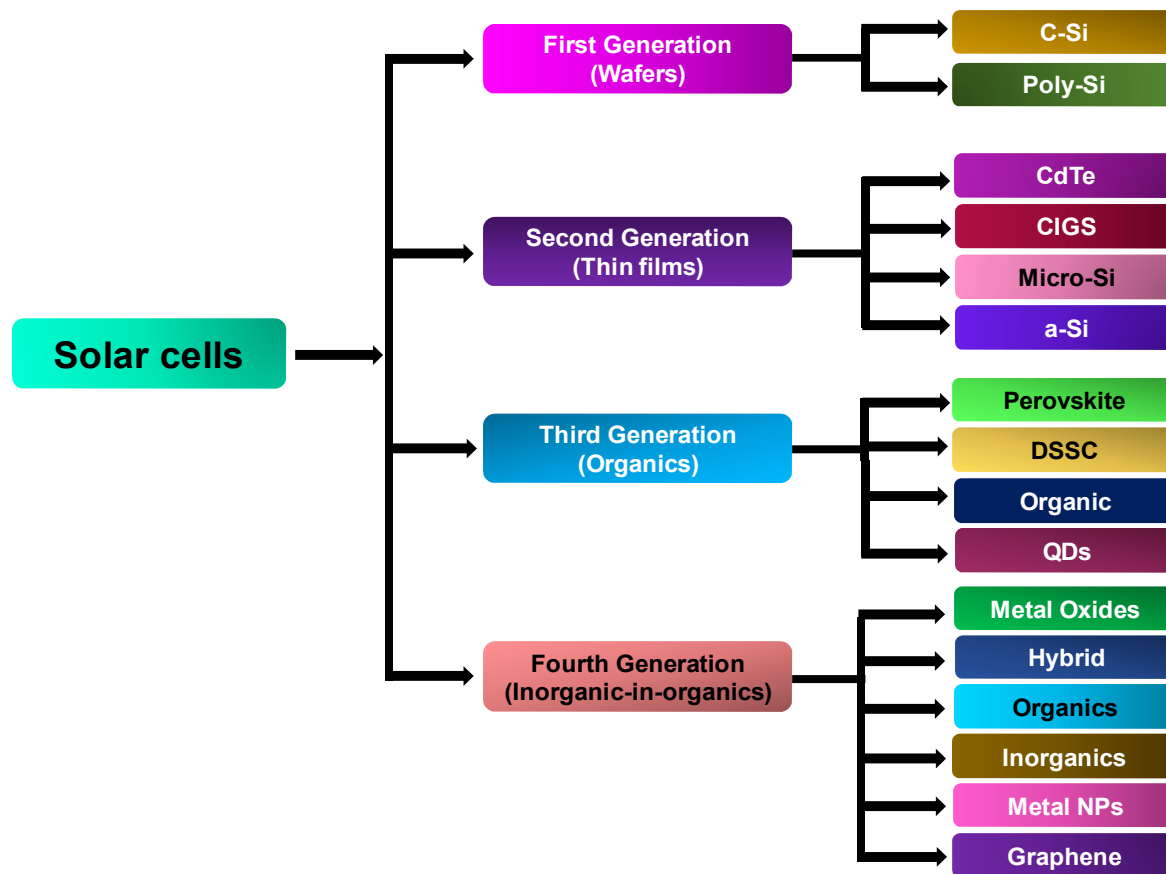 Solar cells
First Generation
(Wafers)
C-Si
Poly-Si
Second Generation
(Thin films)
CdTe
CIGS
Micro-Si
a-Si
Third Generation
(Organics)
Perovskite
DSSC
Organic
QDs
Fourth Generation
(Inorganic-in-organics)
Metal Oxides
Hybrid
Organics
Inorganics
Metal NPs
Graphene